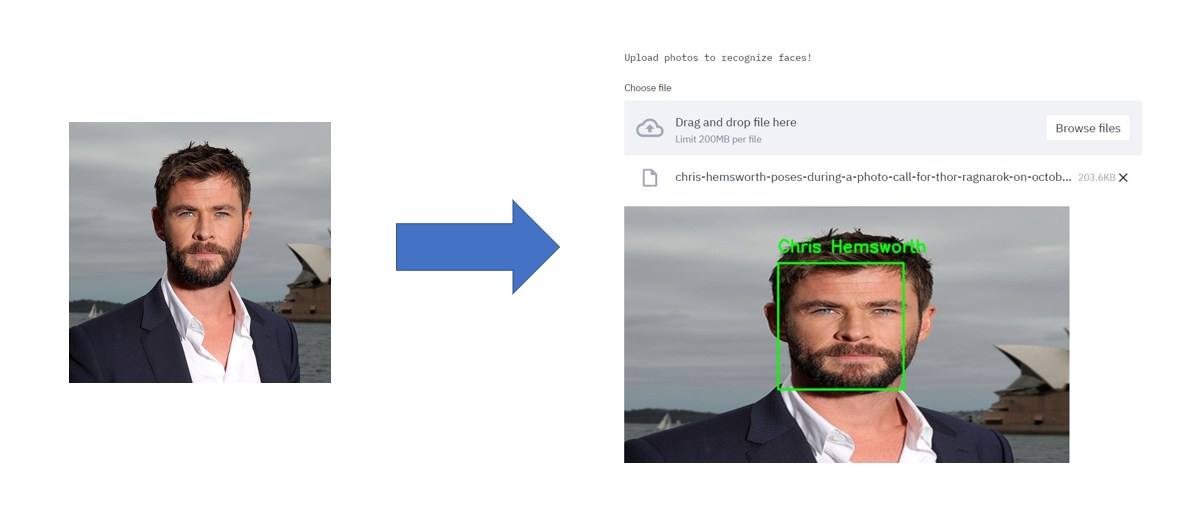 Upload photos to recognize faces!
Choose file
Drag and drop file here
Limit 200MB per file
Browse files
chris-hemsworth-poses-during-a-photo-call-for-thor-ragnarok-on-octob... 203.6KB
Chris Hemsworth